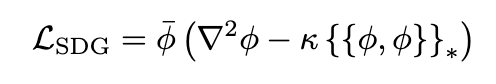 ℒ_SDG = ϕ̄ (∇²ϕ − κ {{ϕ, ϕ}}_*)